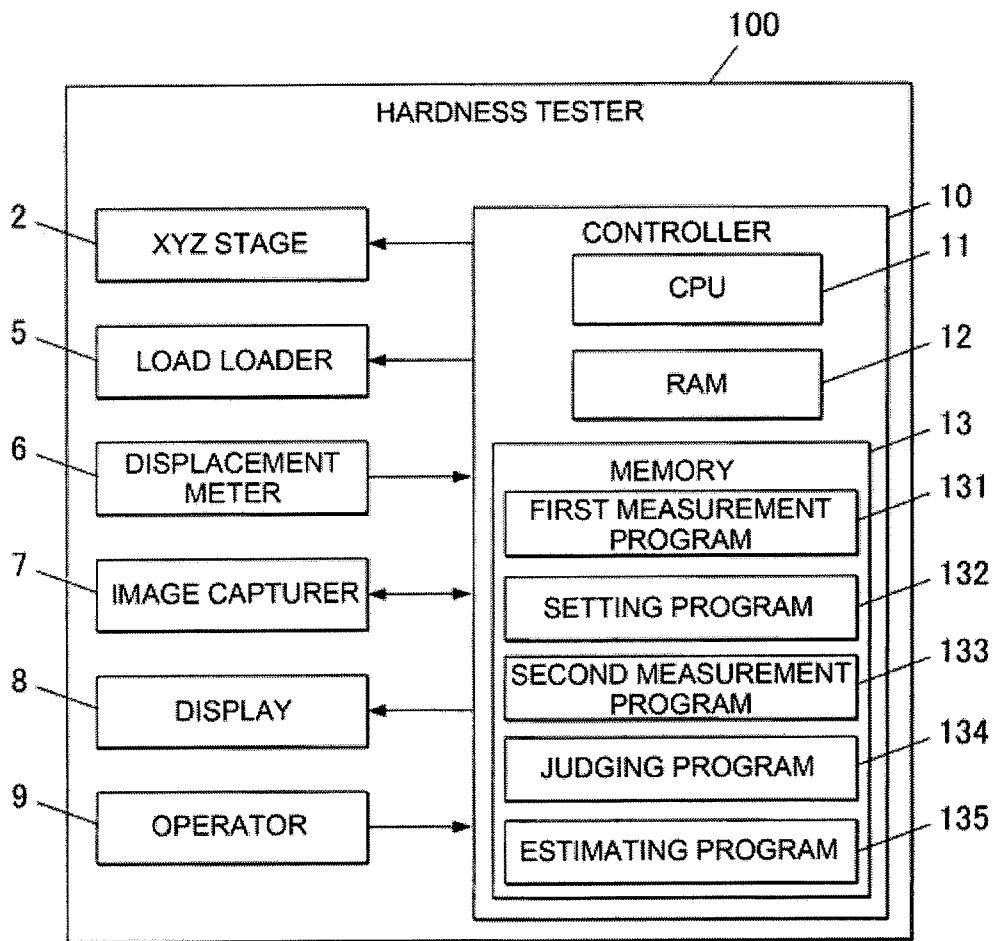 100
HARDNESS TESTER
2
XYZ STAGE
5
LOAD LOADER
6
DISPLACEMENT
METER
7
IMAGE CAPTURER
8
DISPLAY
9
OPERATOR
10
CONTROLLER
11
CPU
12
RAM
13
MEMORY
131
FIRST MEASUREMENT
PROGRAM
132
SETTING PROGRAM
133
SECOND MEASUREMENT
PROGRAM
134
JUDGING PROGRAM
135
ESTIMATING PROGRAM